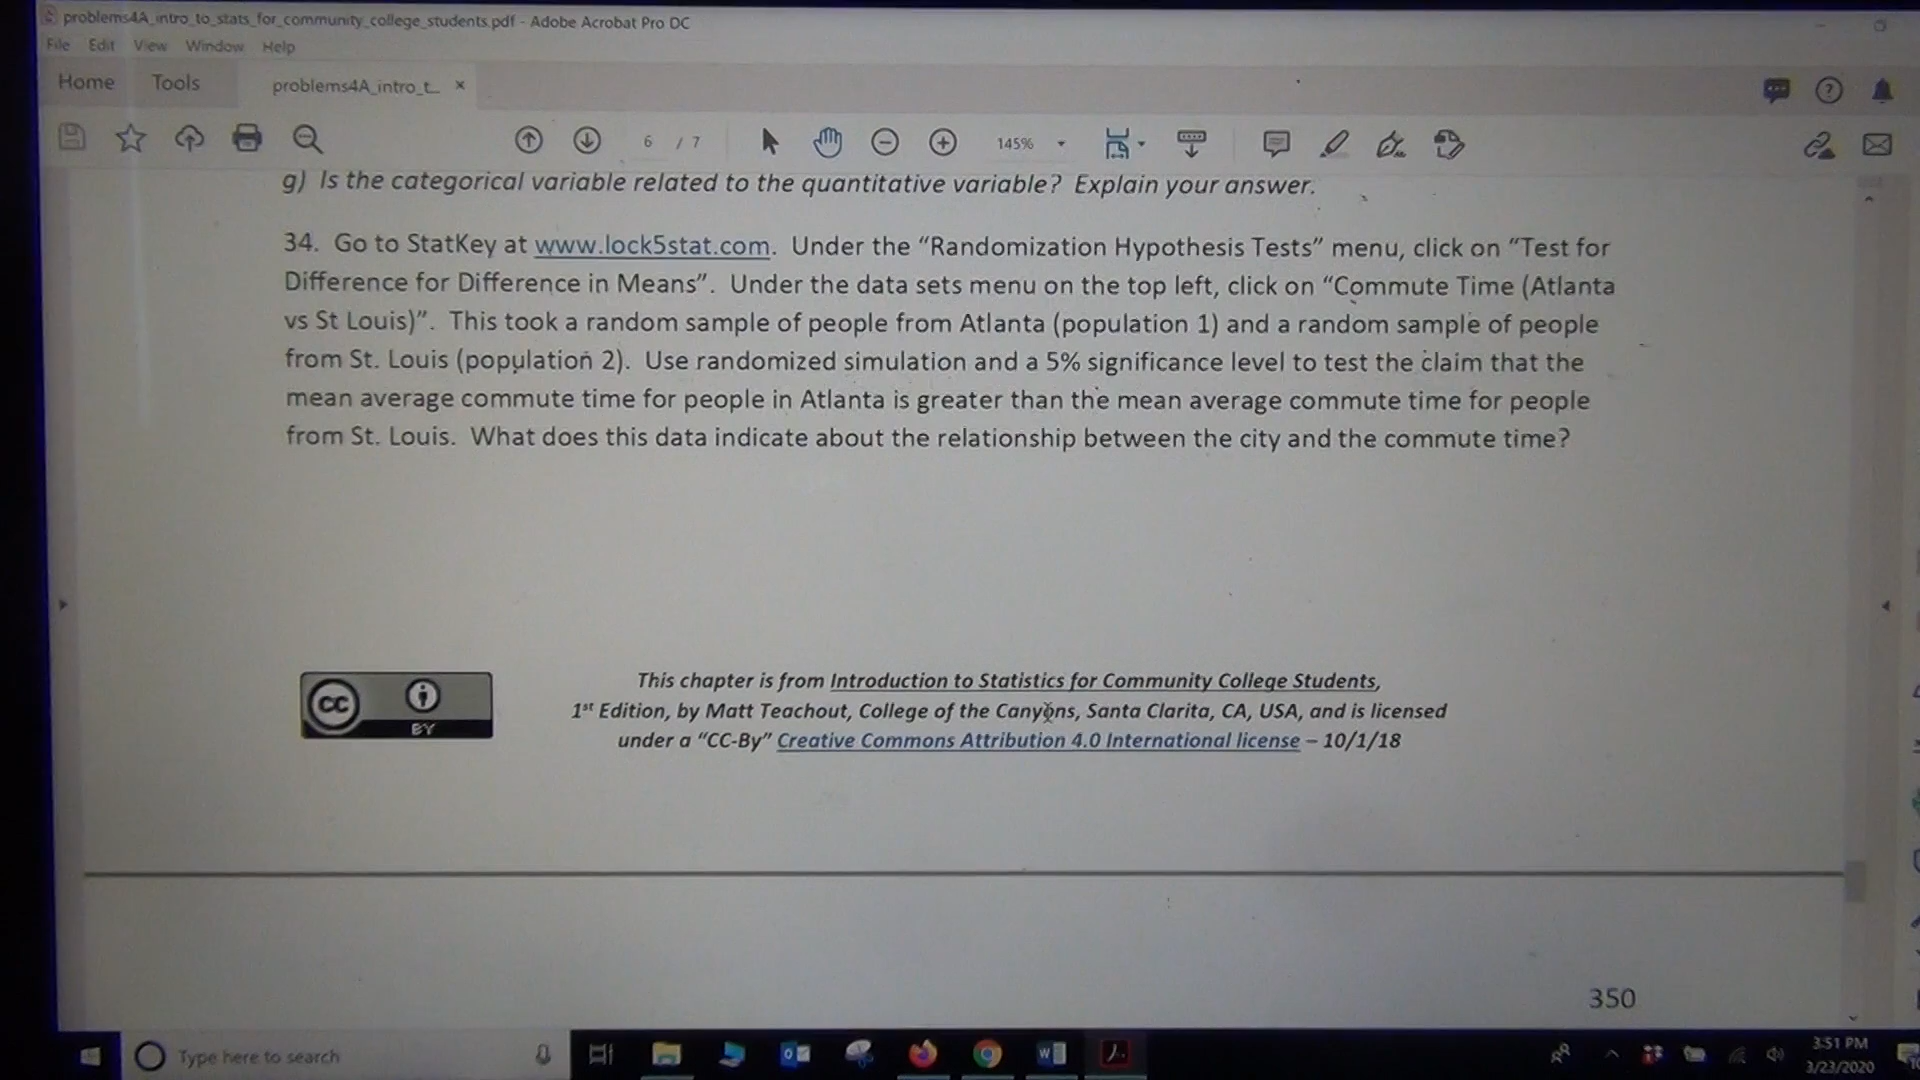 problems4A_intro_to_stats_for_community_college_students.pdf - Adobe Acrobat Pro DC
File Edit View Window Help
Home Tools problems4A_intro_t... ×
6 / 7 145%
g) Is the categorical variable related to the quantitative variable? Explain your answer.
34. Go to StatKey at www.lock5stat.com. Under the “Randomization Hypothesis Tests” menu, click on “Test for
Difference for Difference in Means”. Under the data sets menu on the top left, click on “Commute Time (Atlanta
vs St Louis)”. This took a random sample of people from Atlanta (population 1) and a random sample of people
from St. Louis (population 2). Use randomized simulation and a 5% significance level to test the claim that the
mean average commute time for people in Atlanta is greater than the mean average commute time for people
from St. Louis. What does this data indicate about the relationship between the city and the commute time?
This chapter is from Introduction to Statistics for Community College Students,
1st Edition, by Matt Teachout, College of the Canyons, Santa Clarita, CA, USA, and is licensed
under a “CC-By” Creative Commons Attribution 4.0 International license – 10/1/18
CC
BY
350
Type here to search
3:51 PM
3/23/2020